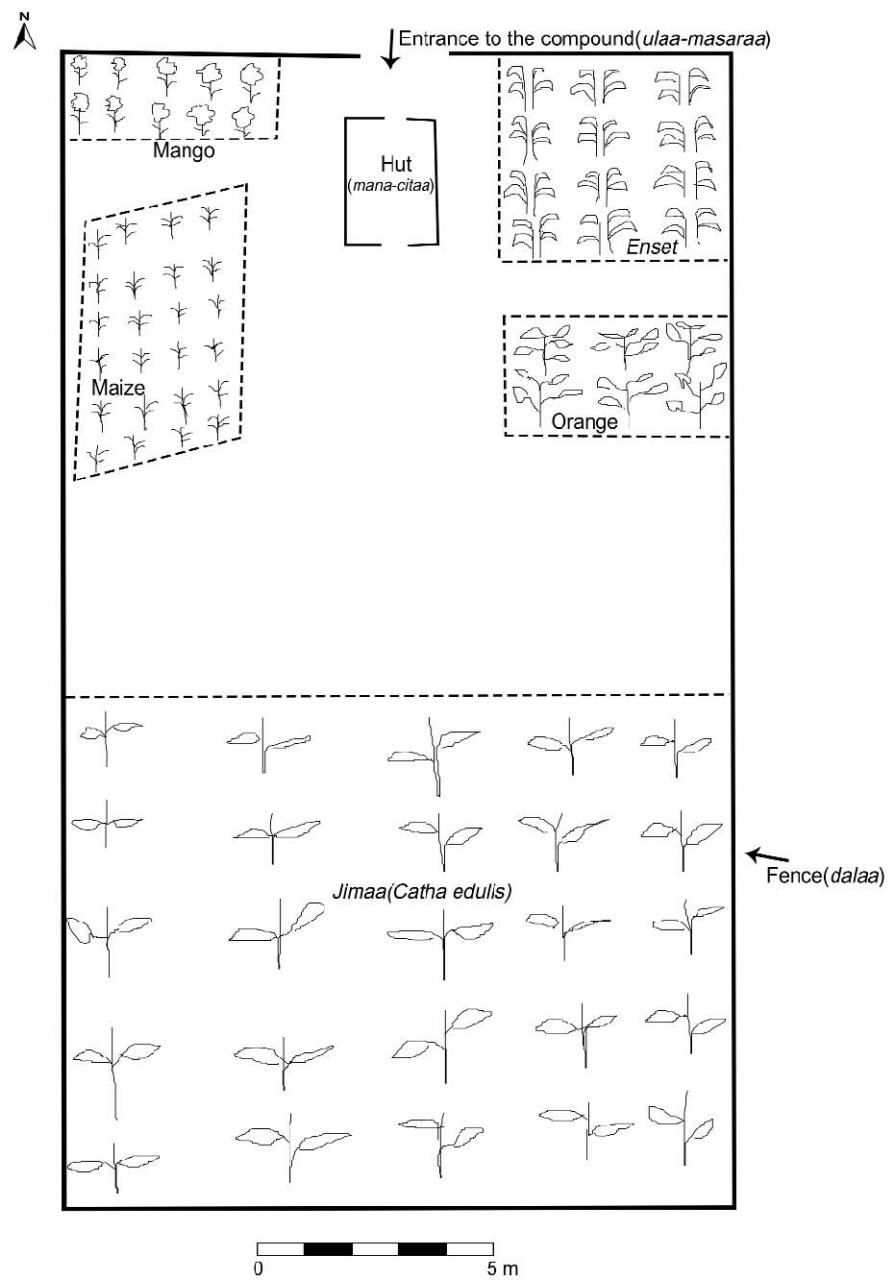 N
Entrance to the compound(ulaa-masaraa)
Mango
Hut
(mana-citaa)
Enset
Maize
Orange
Jimaa(Catha edulis)
Fence(dalaa)
0 5 m